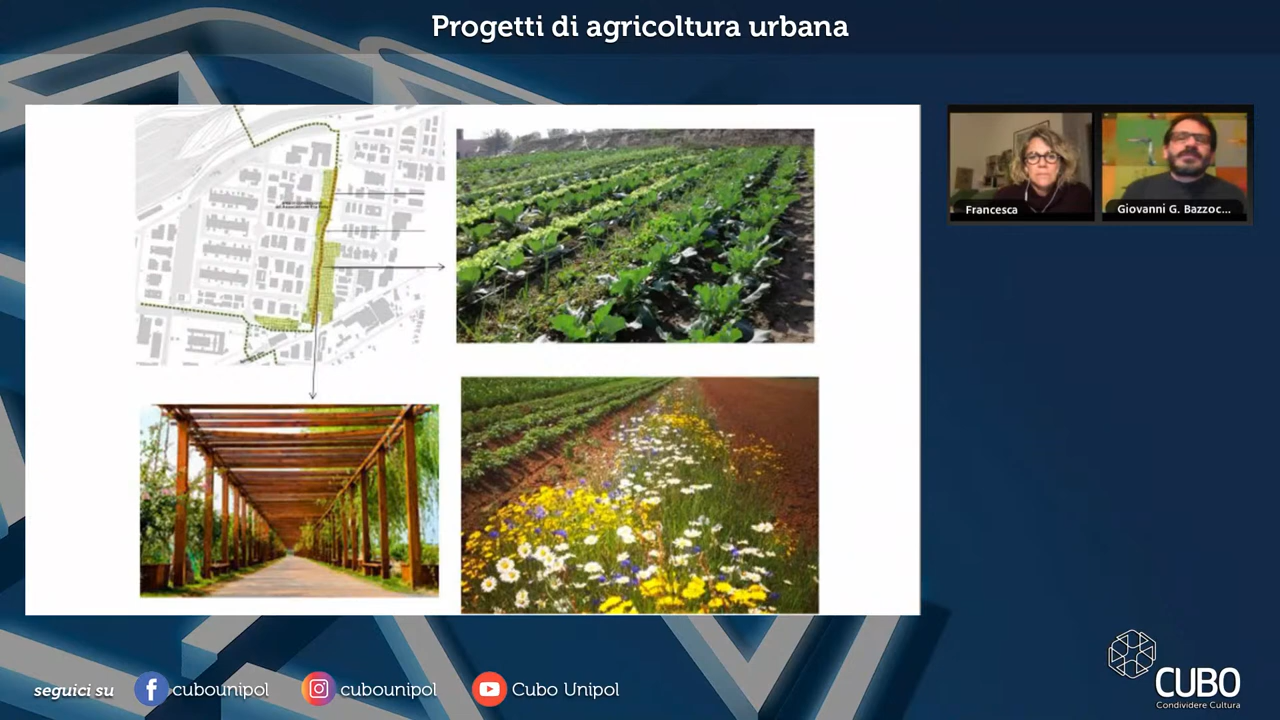 Progetti di agricoltura urbana
Francesca
Giovanni G. Bazzoc...
seguici su
cubounipol
cubounipol
Cubo Unipol
CUBO
Condividere Cultura